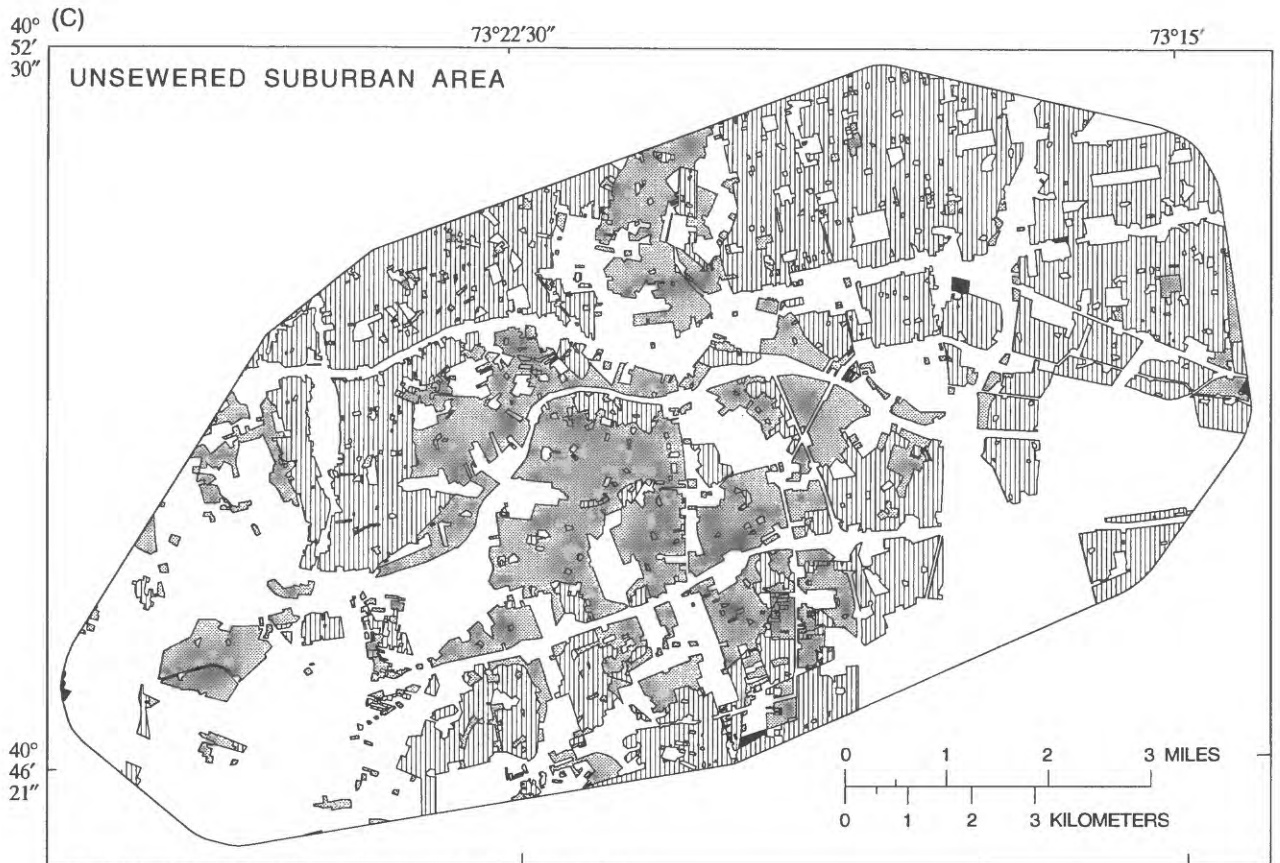 (C)
40°
52'
30"
73°22'30"
73°15'
UNSEWERED SUBURBAN AREA
40°
46'
21"
0 1 2 3 MILES
0 1 2 3 KILOMETERS